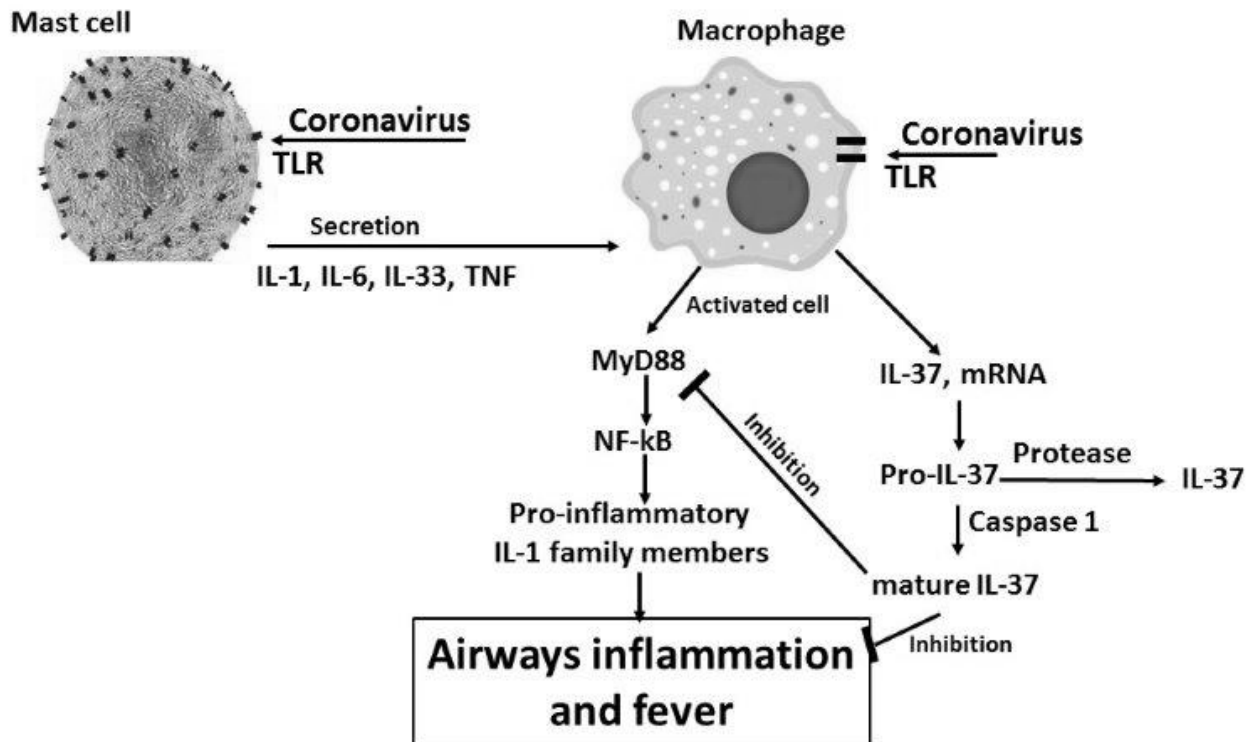 Mast cell
Macrophage
Coronavirus
TLR
Coronavirus
TLR
Secretion
IL-1, IL-6, IL-33, TNF
Activated cell
MyD88
IL-37, mRNA
Inhibition
NF-kB
Pro-IL-37
Protease
IL-37
Pro-inflammatory
IL-1 family members
Caspase 1
mature IL-37
Inhibition
Airways inflammation
and fever